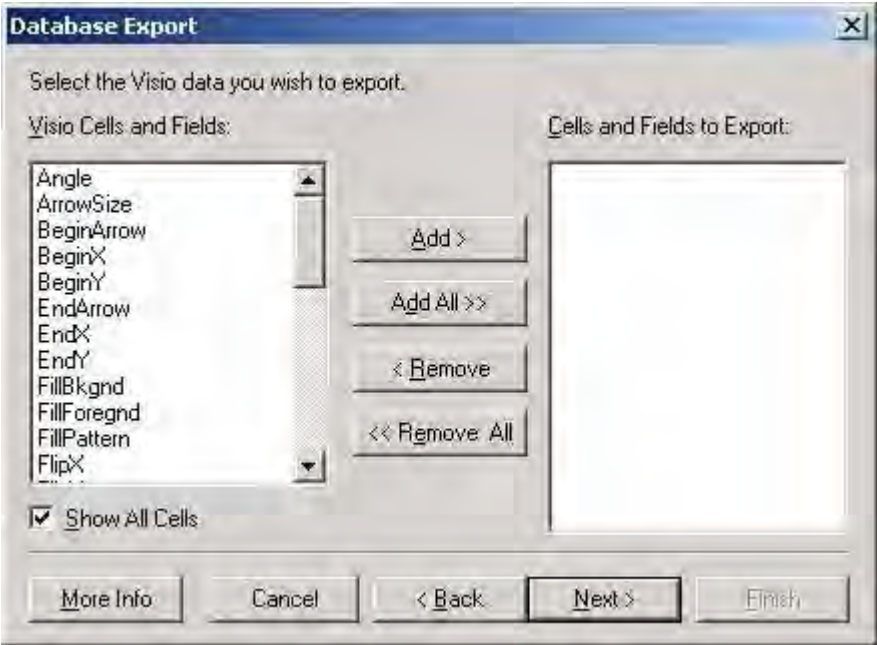 Database Export
Select the Visio data you wish to export.
Visio Cells and Fields:
Cells and Fields to Export:
Angle
ArrowSize
BeginArrow
BeginX
BeginY
EndArrow
EndX
EndY
FillBkgnd
FillForegnd
FillPattern
FlipX
Add >
Add All >>
< Remove
<< Remove All
Show All Cells
More Info
Cancel
< Back
Next >
Finish